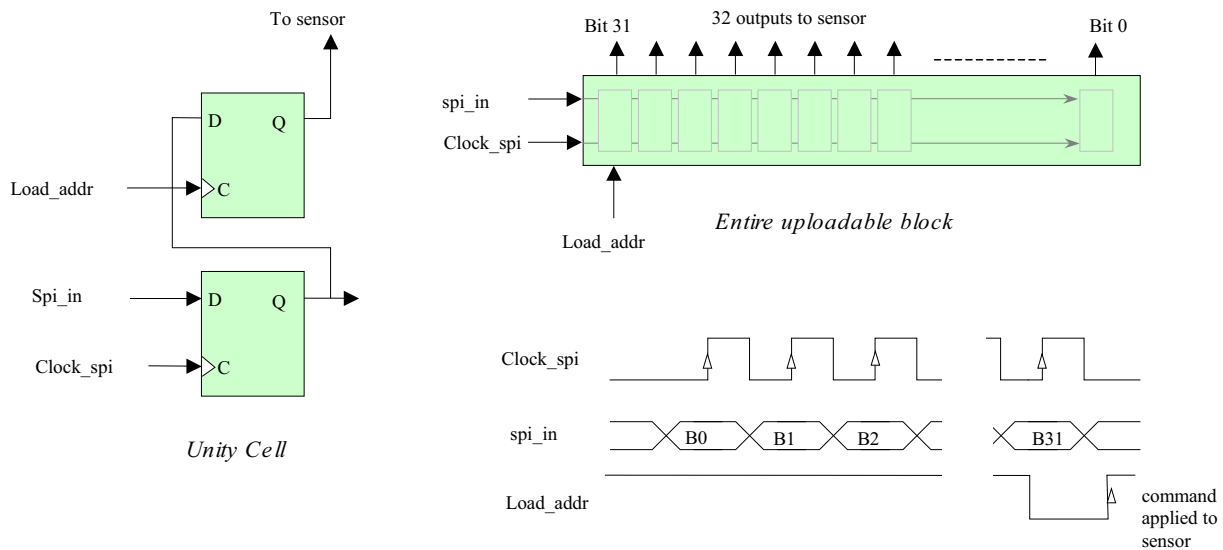 To sensor
D
Q
Load_addr
C
Spi_in
D
Q
Clock_spi
C
Unity Cell
32 outputs to sensor
Bit 31
Bit 0
spi_in
Clock_spi
Load_addr
Entire uploadable block
Clock_spi
spi_in
B0
B1
B2
B31
Load_addr
command
applied to
sensor